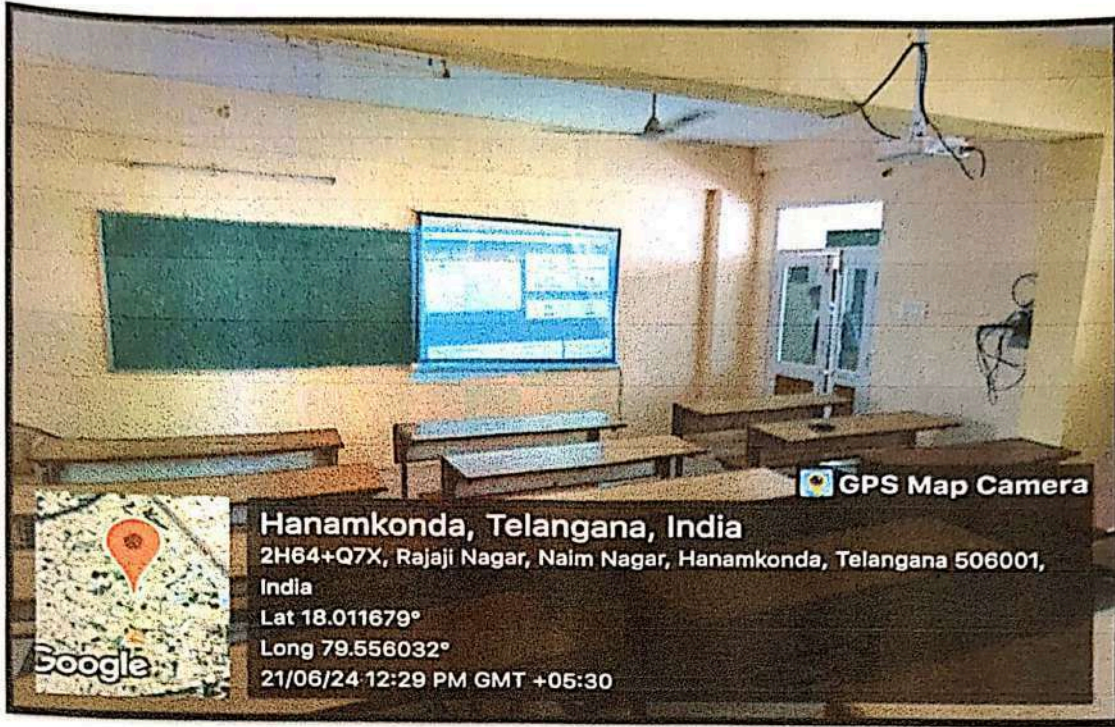 GPS Map Camera
Hanamkonda, Telangana, India
2H64+Q7X, Rajaji Nagar, Naim Nagar, Hanamkonda, Telangana 506001,
India
Lat 18.011679°
Long 79.556032°
21/06/24 12:29 PM GMT +05:30
Google